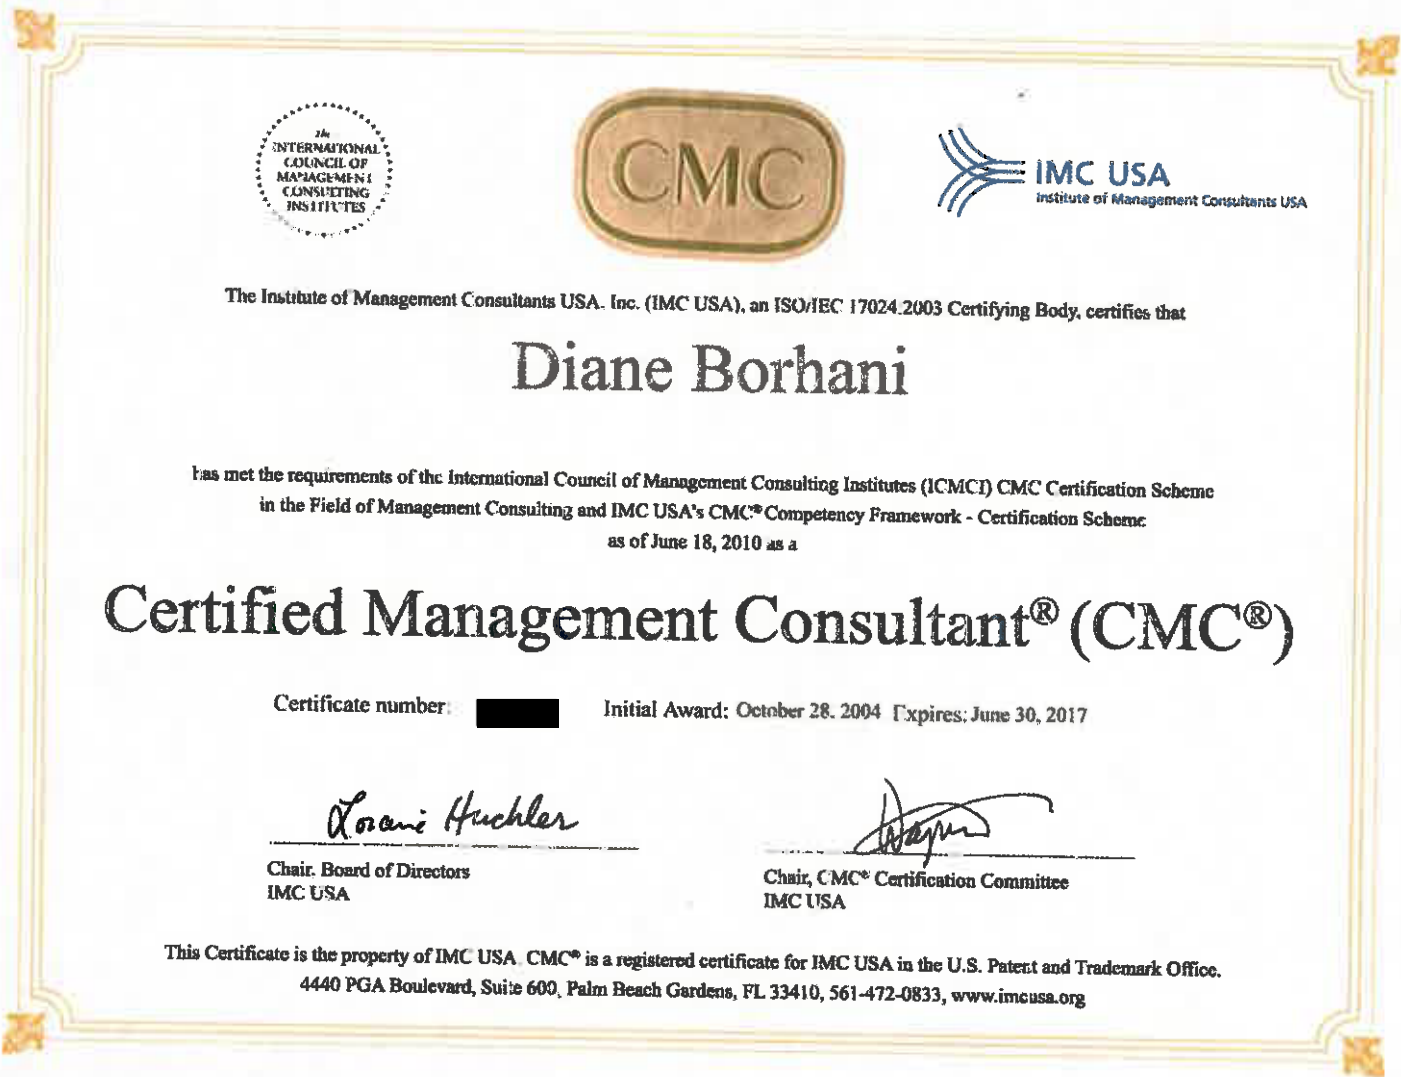 The
INTERNATIONAL
COUNCIL OF
MANAGEMENT
CONSULTING
INSTITUTES
CMC
IMC USA
Institute of Management Consultants USA
The Institute of Management Consultants USA, Inc. (IMC USA), an ISO/IEC 17024:2003 Certifying Body, certifies that
Diane Borhani
has met the requirements of the International Council of Management Consulting Institutes (ICMCI) CMC Certification Scheme
in the Field of Management Consulting and IMC USA's CMC® Competency Framework - Certification Scheme
as of June 18, 2010 as a
Certified Management Consultant® (CMC®)
Certificate number: Initial Award: October 28, 2004 Expires: June 30, 2017
Loraine Huchler
Chair, Board of Directors
IMC USA
Chair, CMC® Certification Committee
IMC USA
This Certificate is the property of IMC USA. CMC® is a registered certificate for IMC USA in the U.S. Patent and Trademark Office.
4440 PGA Boulevard, Suite 600, Palm Beach Gardens, FL 33410, 561-472-0833, www.imcusa.org